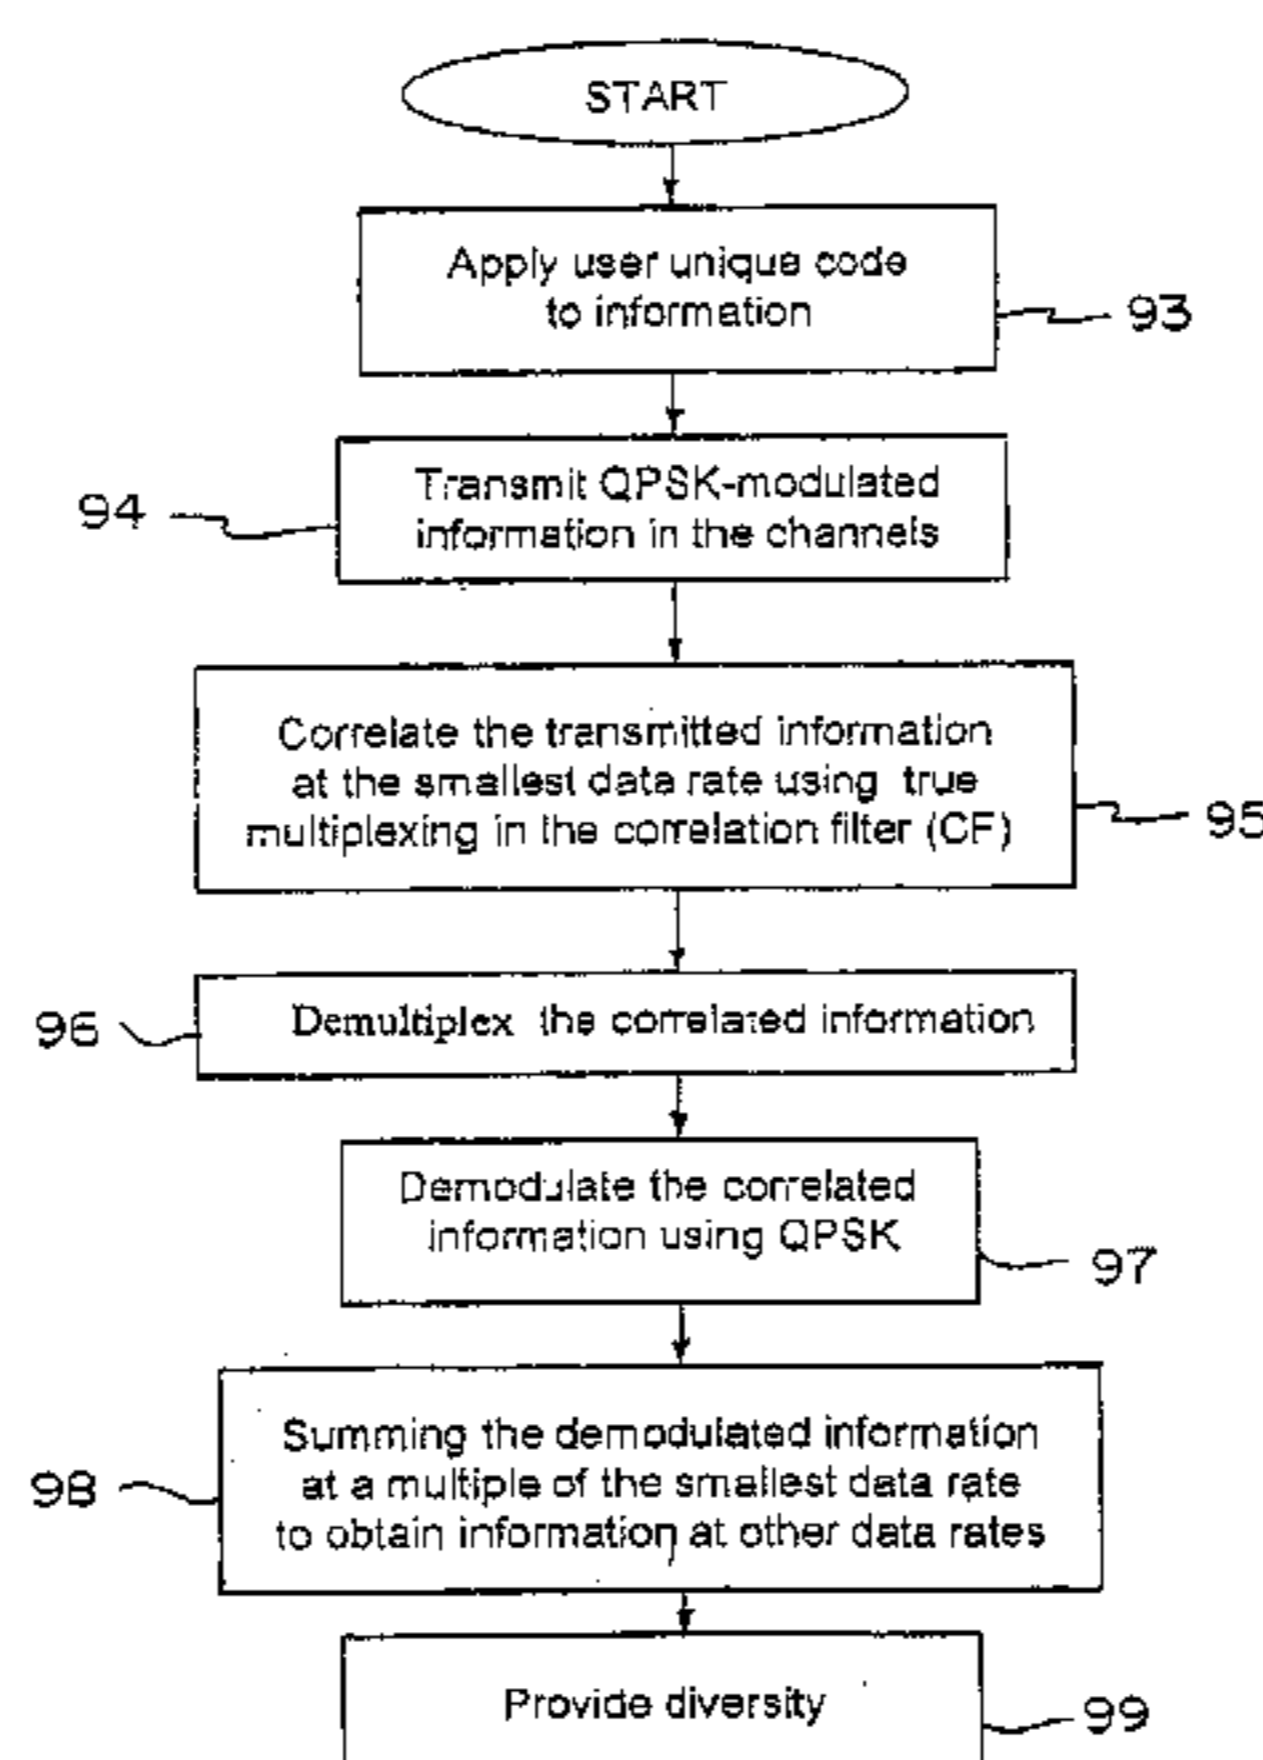 START
Apply user unique code
to information
93
Transmit QPSK-modulated
information in the channels
94
Correlate the transmitted information
at the smallest data rate using true
multiplexing in the correlation filter (CF)
95
Demultiplex the correlated information
96
Demodulate the correlated
information using QPSK
97
Summing the demodulated information
at a multiple of the smallest data rate
to obtain information at other data rates
98
Provide diversity
99